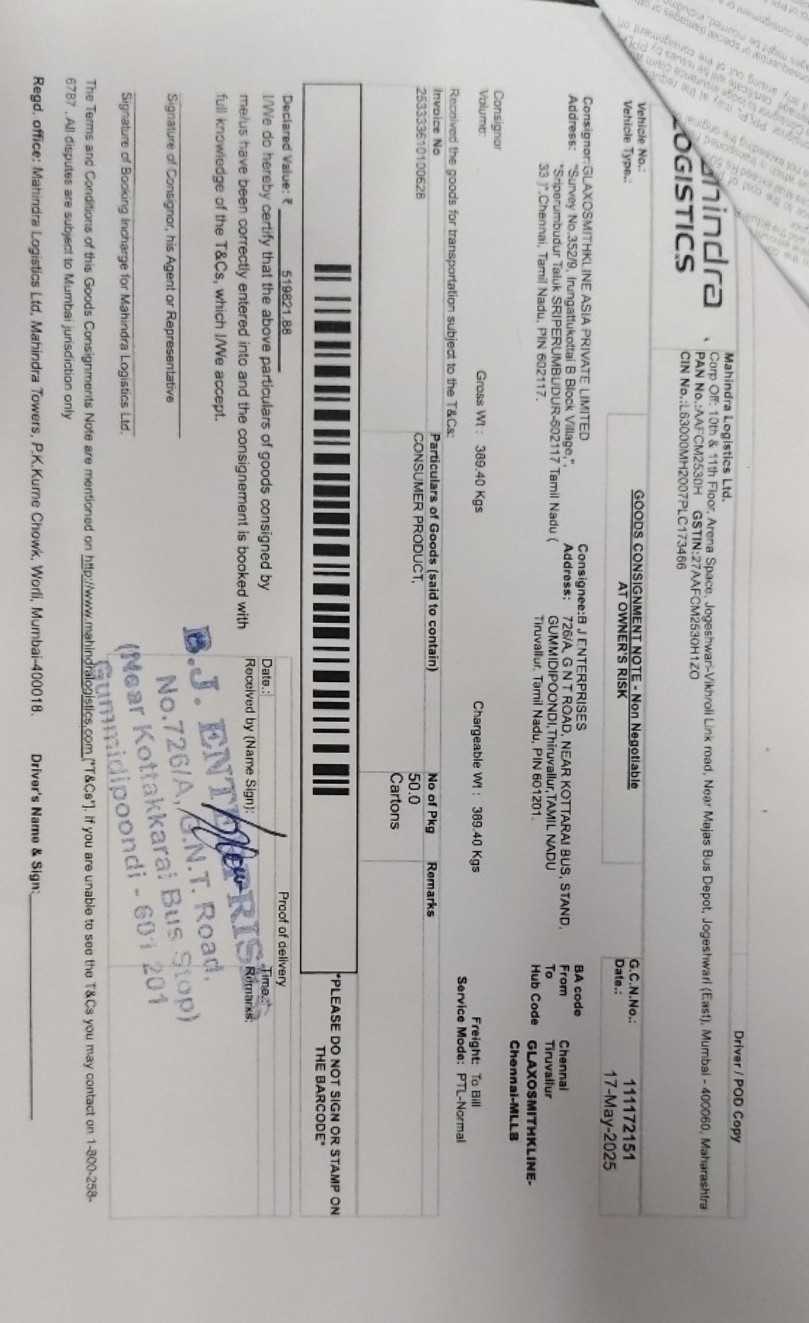 Driver / POD Copy
mahindra
LOGISTICS
Mahindra Logistics Ltd.
Corp Off: 10th & 11th Floor, Arena Space, Jogeshwari-Vikhroli Link road, Near Majas Bus Depot, Jogeshwari (East), Mumbai - 400060, Maharashtra
PAN No.:AAFCM2530H GSTIN:27AAFCM2530H1ZO
CIN No.:L63000MH2007PLC173466
Vehicle No.:
Vehicle Type.:
GOODS CONSIGNMENT NOTE - Non Negotiable
AT OWNER'S RISK
G.C.N.No.: 111172151
Date.: 17-May-2025
Consignor:GLAXOSMITHKLINE ASIA PRIVATE LIMITED
Address: "Survey No.352/9, Irungattukottai B Block Village,",
"Sriperumbudur Taluk SRIPERUMBUDUR-602117 Tamil Nadu (
33 )",Chennai, Tamil Nadu, PIN 602117.
Consignee:B J ENTERPRISES
Address: 726/A, G N T ROAD, NEAR KOTTARAI BUS, STAND,
GUMMIDIPOONDI,Thiruvallur,TAMIL NADU
Tiruvallur, Tamil Nadu, PIN 601201.
BA code
From Chennai
To Tiruvallur
Hub Code GLAXOSMITHKLINE-
Chennai-MLLB
Consignor
Volume:
Gross Wt : 389.40 Kgs
Chargeable Wt : 389.40 Kgs
Freight: To Bill
Service Mode: PTL-Normal
Received the goods for transportation subject to the T&Cs:
Invoice No Particulars of Goods (said to contain) No of Pkg Remarks
253333610100628 CONSUMER PRODUCT, 50.0
Cartons
"PLEASE DO NOT SIGN OR STAMP ON
THE BARCODE"
Declared Value: ₹ 519821.88
I/We do hereby certify that the above particulars of goods consigned by
me/us have been correctly entered into and the consignement is booked with
full knowledge of the T&Cs, which I/We accept.
Proof of delivery
Date.: Time.:
Received by (Name Sign): Remarks:
B.J. ENTERPRISES
No.726/A, G.N.T. Road,
(Near Kottakkarai Bus Stop)
Gummidipoondi - 601 201
Signature of Consignor, his Agent or Representative
Signature of Booking Incharge for Mahindra Logistics Ltd.
The Terms and Conditions of this Goods Consignments Note are mentioned on http://www.mahindralogistics.com ("T&Cs"). If you are unable to see the T&Cs you may contact on 1-800-258-
6787 . All disputes are subject to Mumbai jurisdiction only
Regd. office: Mahindra Logistics Ltd, Mahindra Towers, P.K.Kurne Chowk, Worli, Mumbai-400018. Driver's Name & Sign: